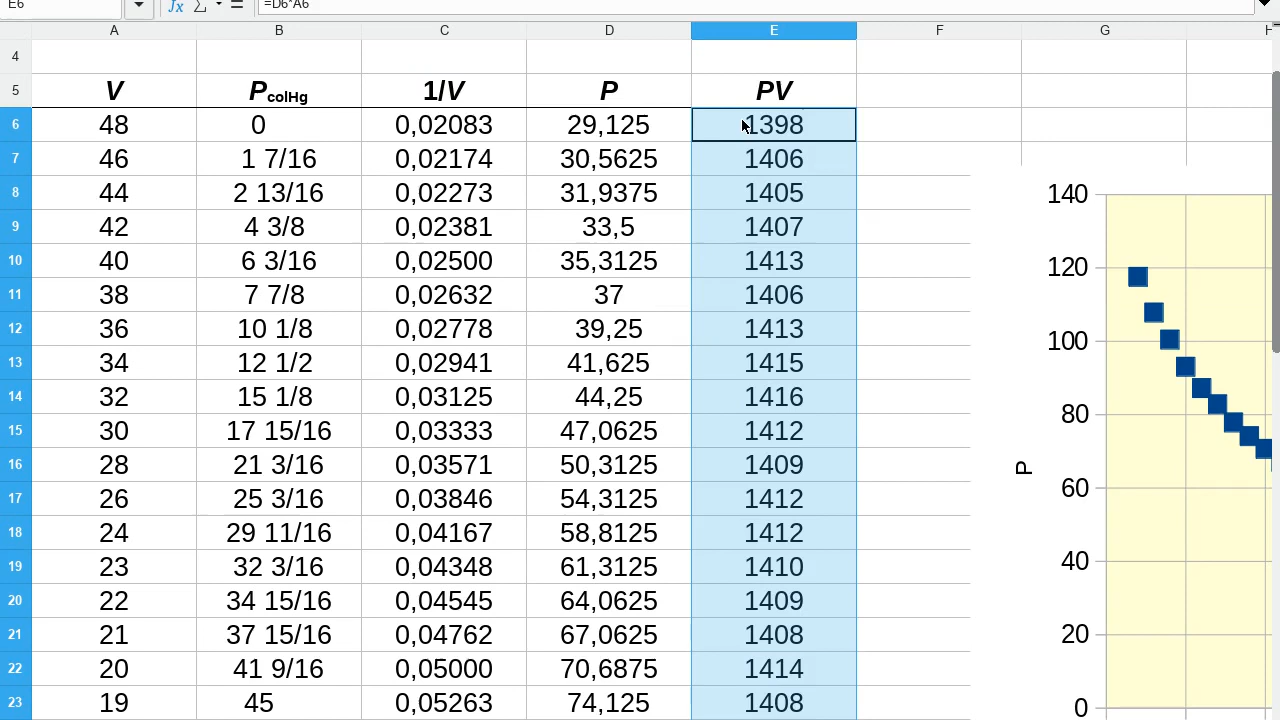 E6 =D6*A6
A B C D E F G H
4
5 V PcolHg 1/V P PV
6 48 0 0,02083 29,125 1398
7 46 1 7/16 0,02174 30,5625 1406
8 44 2 13/16 0,02273 31,9375 1405
9 42 4 3/8 0,02381 33,5 1407
10 40 6 3/16 0,02500 35,3125 1413
11 38 7 7/8 0,02632 37 1406
12 36 10 1/8 0,02778 39,25 1413
13 34 12 1/2 0,02941 41,625 1415
14 32 15 1/8 0,03125 44,25 1416
15 30 17 15/16 0,03333 47,0625 1412
16 28 21 3/16 0,03571 50,3125 1409
17 26 25 3/16 0,03846 54,3125 1412
18 24 29 11/16 0,04167 58,8125 1412
19 23 32 3/16 0,04348 61,3125 1410
20 22 34 15/16 0,04545 64,0625 1409
21 21 37 15/16 0,04762 67,0625 1408
22 20 41 9/16 0,05000 70,6875 1414
23 19 45 0,05263 74,125 1408
140
120
100
80
P
60
40
20
0